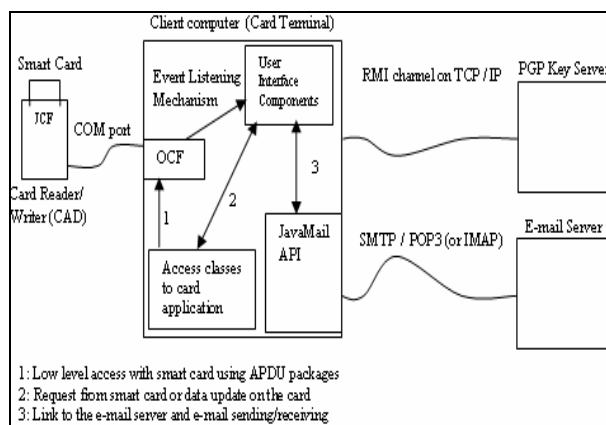 Client computer (Card Terminal)
Smart Card
JCF
COM port
Card Reader/
Writer (CAD)
Event Listening
Mechanism
User
Interface
Components
OCF
1
2
3
Access classes
to card
application
JavaMail
API
RMI channel on TCP / IP
PGP Key Server
SMTP / POP3 (or IMAP)
E-mail Server
1: Low level access with smart card using APDU packages
2: Request from smart card or data update on the card
3: Link to the e-mail server and e-mail sending/receiving